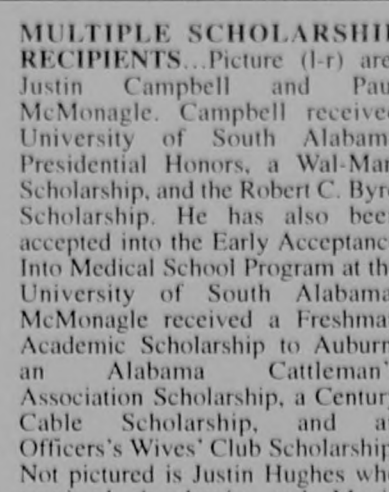 MULTIPLE SCHOLARSHI
RECIPIENTS...Picture (l-r) are
Justin Campbell and Pau
McMonagle. Campbell received
University of South Alabam
Presidential Honors, a Wal-Mar
Scholarship, and the Robert C. Byr
Scholarship. He has also bee
accepted into the Early Acceptanc
Into Medical School Program at th
University of South Alabama
McMonagle received a Freshma
Academic Scholarship to Auburn
an Alabama Cattleman'
Association Scholarship, a Centur
Cable Scholarship, and a
Officers's Wives' Club Scholarship
Not pictured is Justin Hughes wh